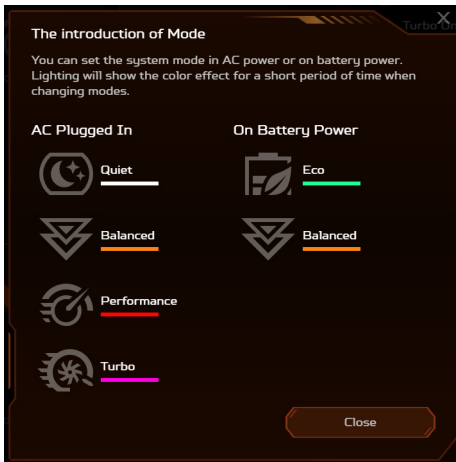 Turbo On
The introduction of Mode
You can set the system mode in AC power or on battery power.
Lighting will show the color effect for a short period of time when
changing modes.
AC Plugged In
On Battery Power
Quiet
Eco
Balanced
Balanced
Performance
Turbo
Close